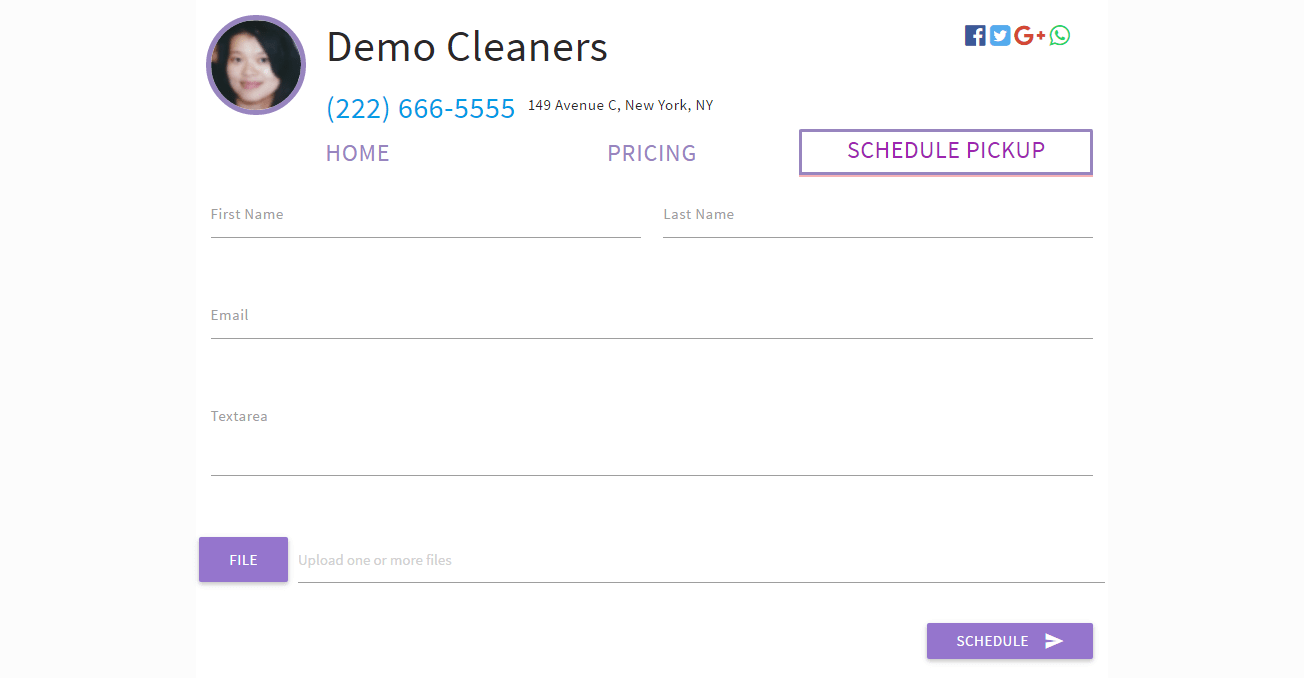 Demo Cleaners
(222) 666-5555 149 Avenue C, New York, NY
HOME PRICING SCHEDULE PICKUP
First Name Last Name
Email
Textarea
FILE Upload one or more files
SCHEDULE